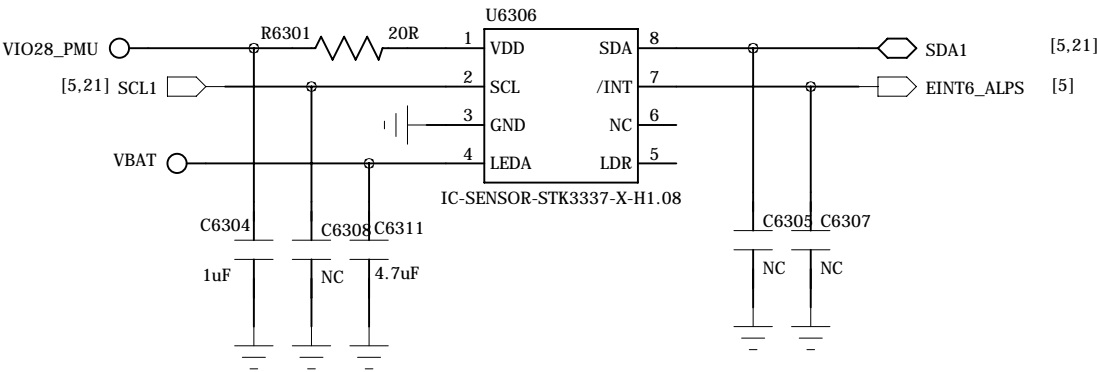 U6306
R6301 20R
VIO28_PMU 1 VDD SDA 8 SDA1 [5,21]
[5,21] SCL1 2 SCL /INT 7 EINT6_ALPS [5]
3 GND NC 6
VBAT 4 LEDA LDR 5
IC-SENSOR-STK3337-X-H1.08
C6304 C6308 C6311 C6305 C6307
1uF NC 4.7uF NC NC